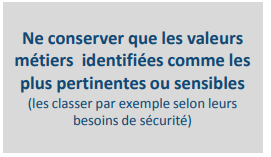 Ne conserver que les valeurs
métiers identifiées comme les
plus pertinentes ou sensibles
(les classer par exemple selon leurs
besoins de sécurité)